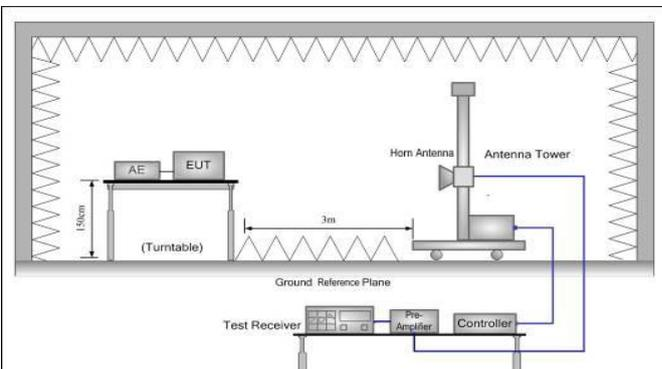 Horn Antenna
Antenna Tower
AE
EUT
150cm
3m
(Turntable)
Ground Reference Plane
Test Receiver
Pre-
Amplifier
Controller